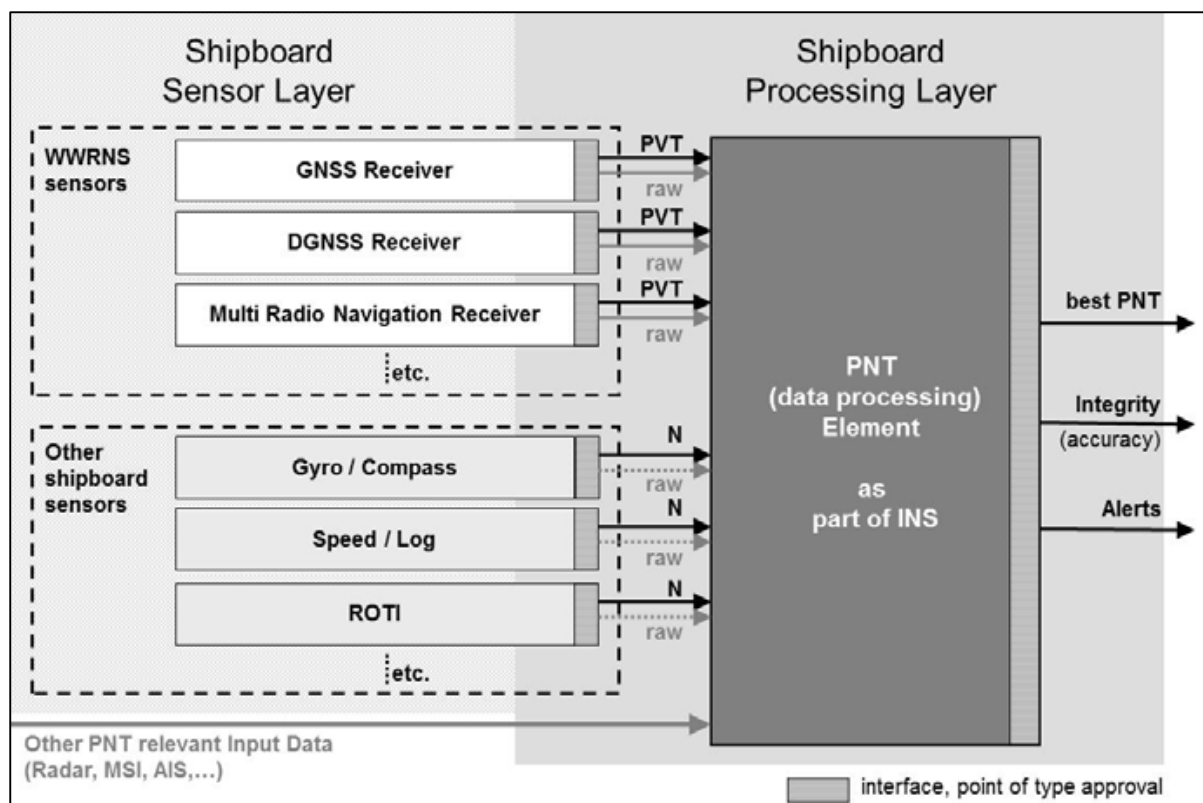 Shipboard
Sensor Layer
Shipboard
Processing Layer
WWRNS
sensors
GNSS Receiver
PVT
raw
DGNSS Receiver
PVT
raw
Multi Radio Navigation Receiver
PVT
raw
etc.
Other
shipboard
sensors
Gyro / Compass
N
raw
Speed / Log
N
raw
ROTI
N
raw
etc.
PNT
(data processing)
Element
as
part of INS
best PNT
Integrity
(accuracy)
Alerts
Other PNT relevant Input Data
(Radar, MSI, AIS,...)
interface, point of type approval